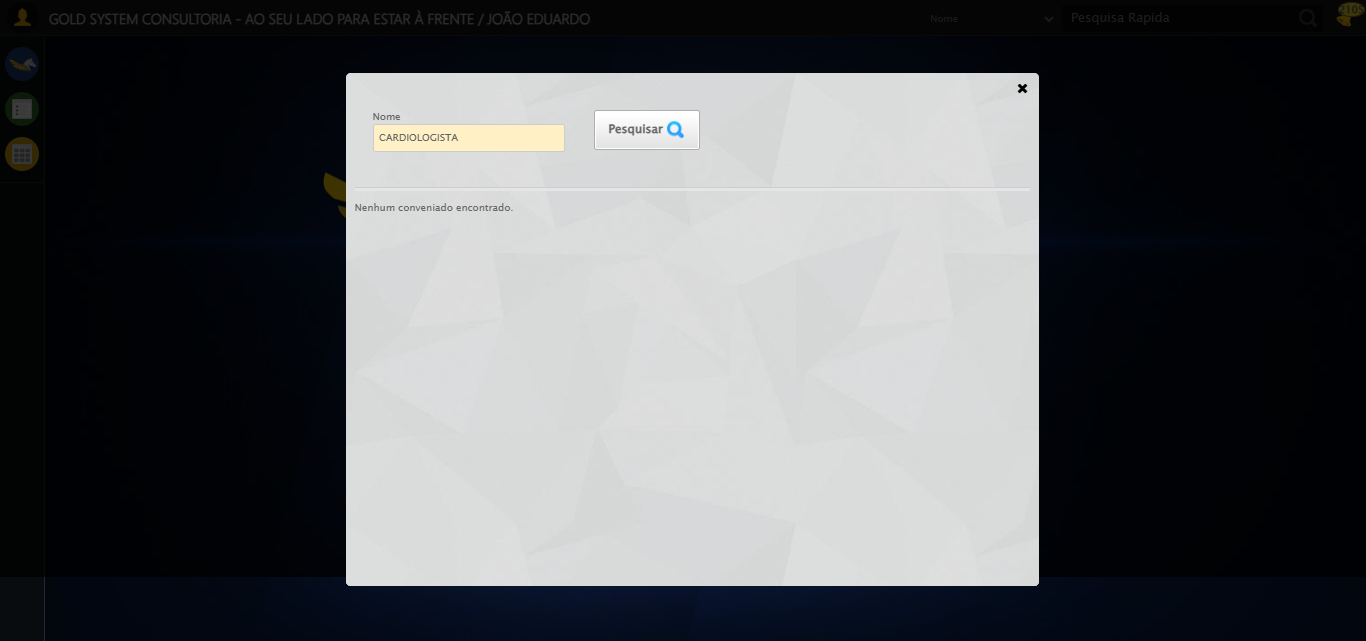 GOLD SYSTEM CONSULTORIA - AO SEU LADO PARA ESTAR À FRENTE / JOÃO EDUARDO
Nome
Pesquisa Rapida
Nome
CARDIOLOGISTA
Pesquisar
Nenhum conveniado encontrado.